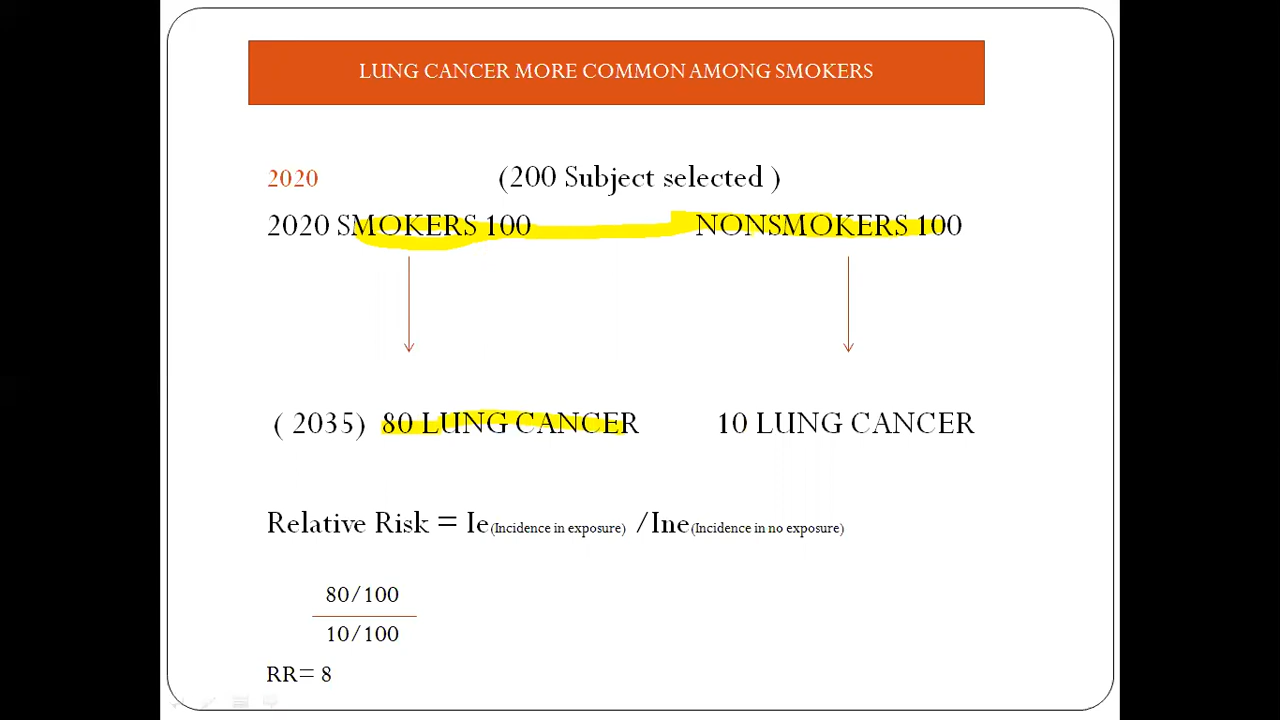 LUNG CANCER MORE COMMON AMONG SMOKERS
2020 (200 Subject selected )
2020 SMOKERS 100 NONSMOKERS 100
( 2035) 80 LUNG CANCER 10 LUNG CANCER
Relative Risk = Ie(Incidence in exposure) /Ine(Incidence in no exposure)
80/100
10/100
RR= 8